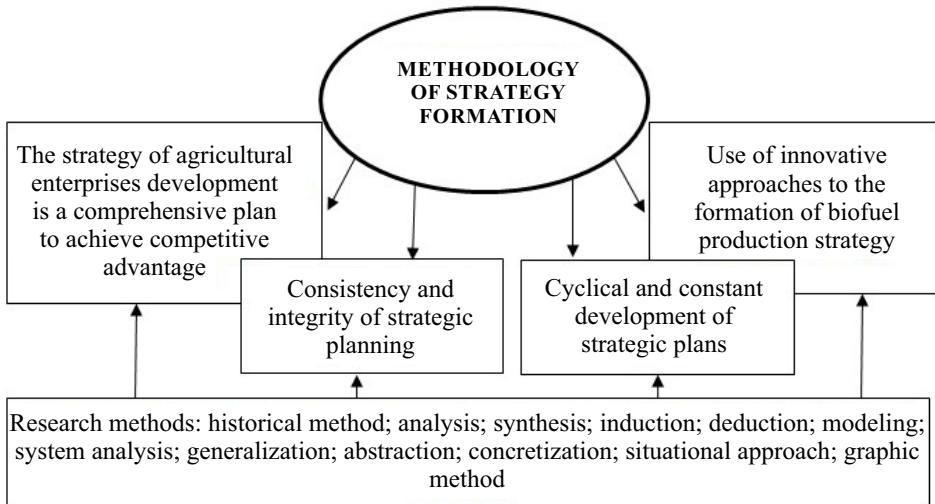 METHODOLOGY
OF STRATEGY
FORMATION
The strategy of agricultural
enterprises development
is a comprehensive plan
to achieve competitive
advantage
Use of innovative
approaches to the
formation of biofuel
production strategy
Consistency and
integrity of strategic
planning
Cyclical and constant
development of
strategic plans
Research methods: historical method; analysis; synthesis; induction; deduction; modeling;
system analysis; generalization; abstraction; concretization; situational approach; graphic
method